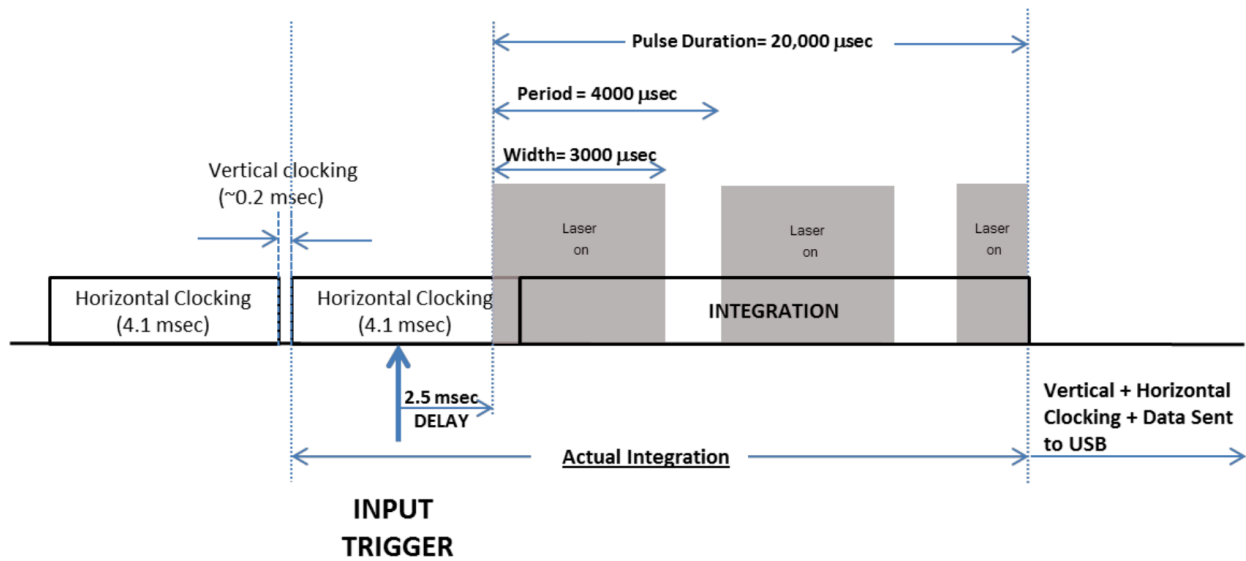 Pulse Duration= 20,000 µsec
Period = 4000 µsec
Width= 3000 µsec
Vertical clocking
(~0.2 msec)
Laser
on
Laser
on
Laser
on
Horizontal Clocking
(4.1 msec)
Horizontal Clocking
(4.1 msec)
INTEGRATION
2.5 msec
DELAY
Vertical + Horizontal
Clocking + Data Sent
to USB
Actual Integration
INPUT
TRIGGER